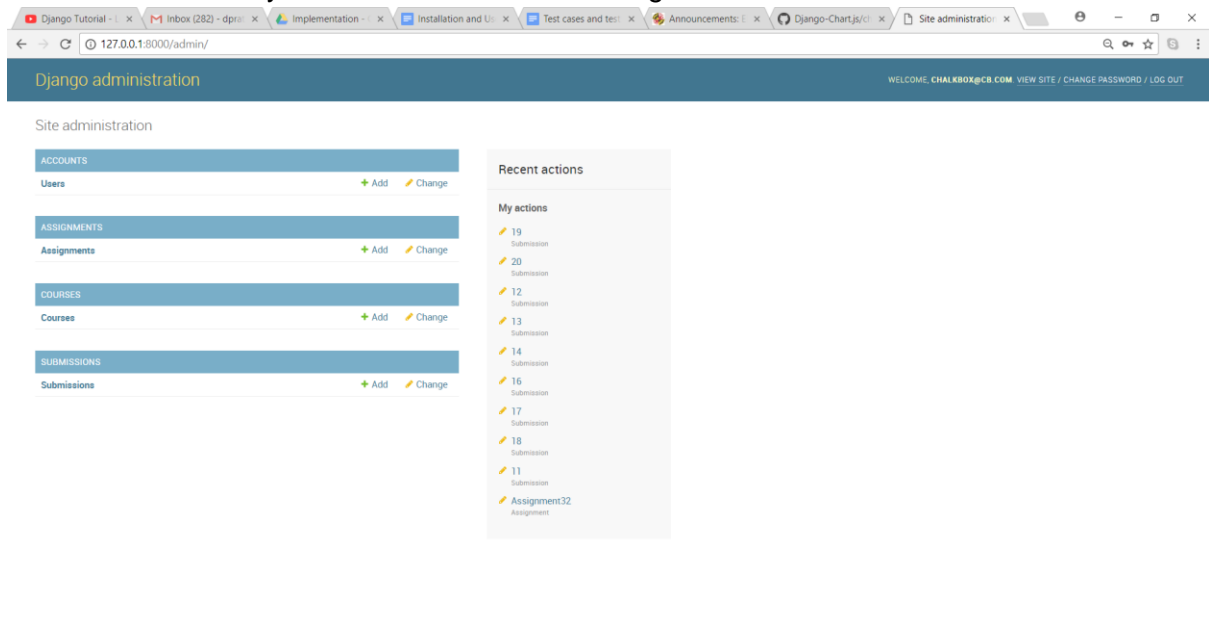 Django Tutorial -
Inbox (282) - dpra
Implementation -
Installation and U
Test cases and test
Announcements: E
Django-Chart.js/c
Site administration
127.0.0.1:8000/admin/
Django administration
WELCOME, CHALKBOX@CB.COM. VIEW SITE / CHANGE PASSWORD / LOG OUT
Site administration
ACCOUNTS
Users + Add Change
ASSIGNMENTS
Assignments + Add Change
COURSES
Courses + Add Change
SUBMISSIONS
Submissions + Add Change
Recent actions
My actions
19
Submission
20
Submission
12
Submission
13
Submission
14
Submission
16
Submission
17
Submission
18
Submission
11
Submission
Assignment32
Assignment